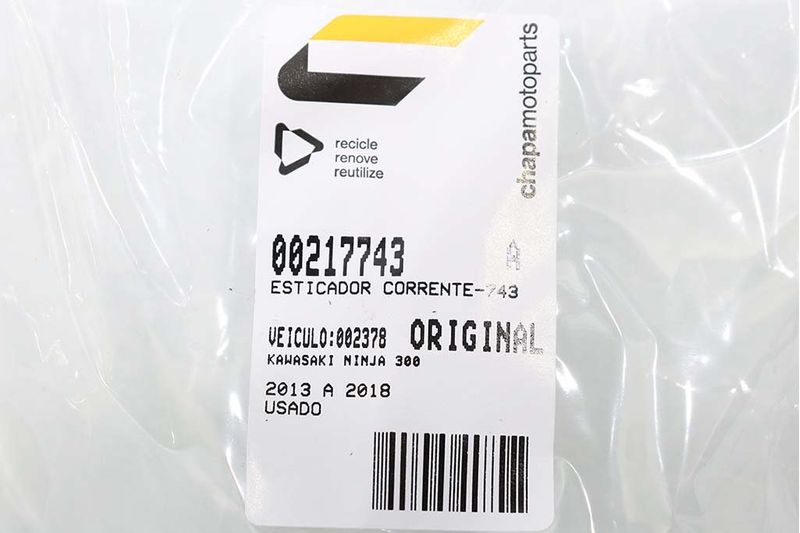 chapamotoparts
recicle
renove
reutilize
00217743 A
ESTICADOR CORRENTE-743
VEICULO:002378 ORIGINAL
KAWASAKI NINJA 300
2013 A 2018
USADO